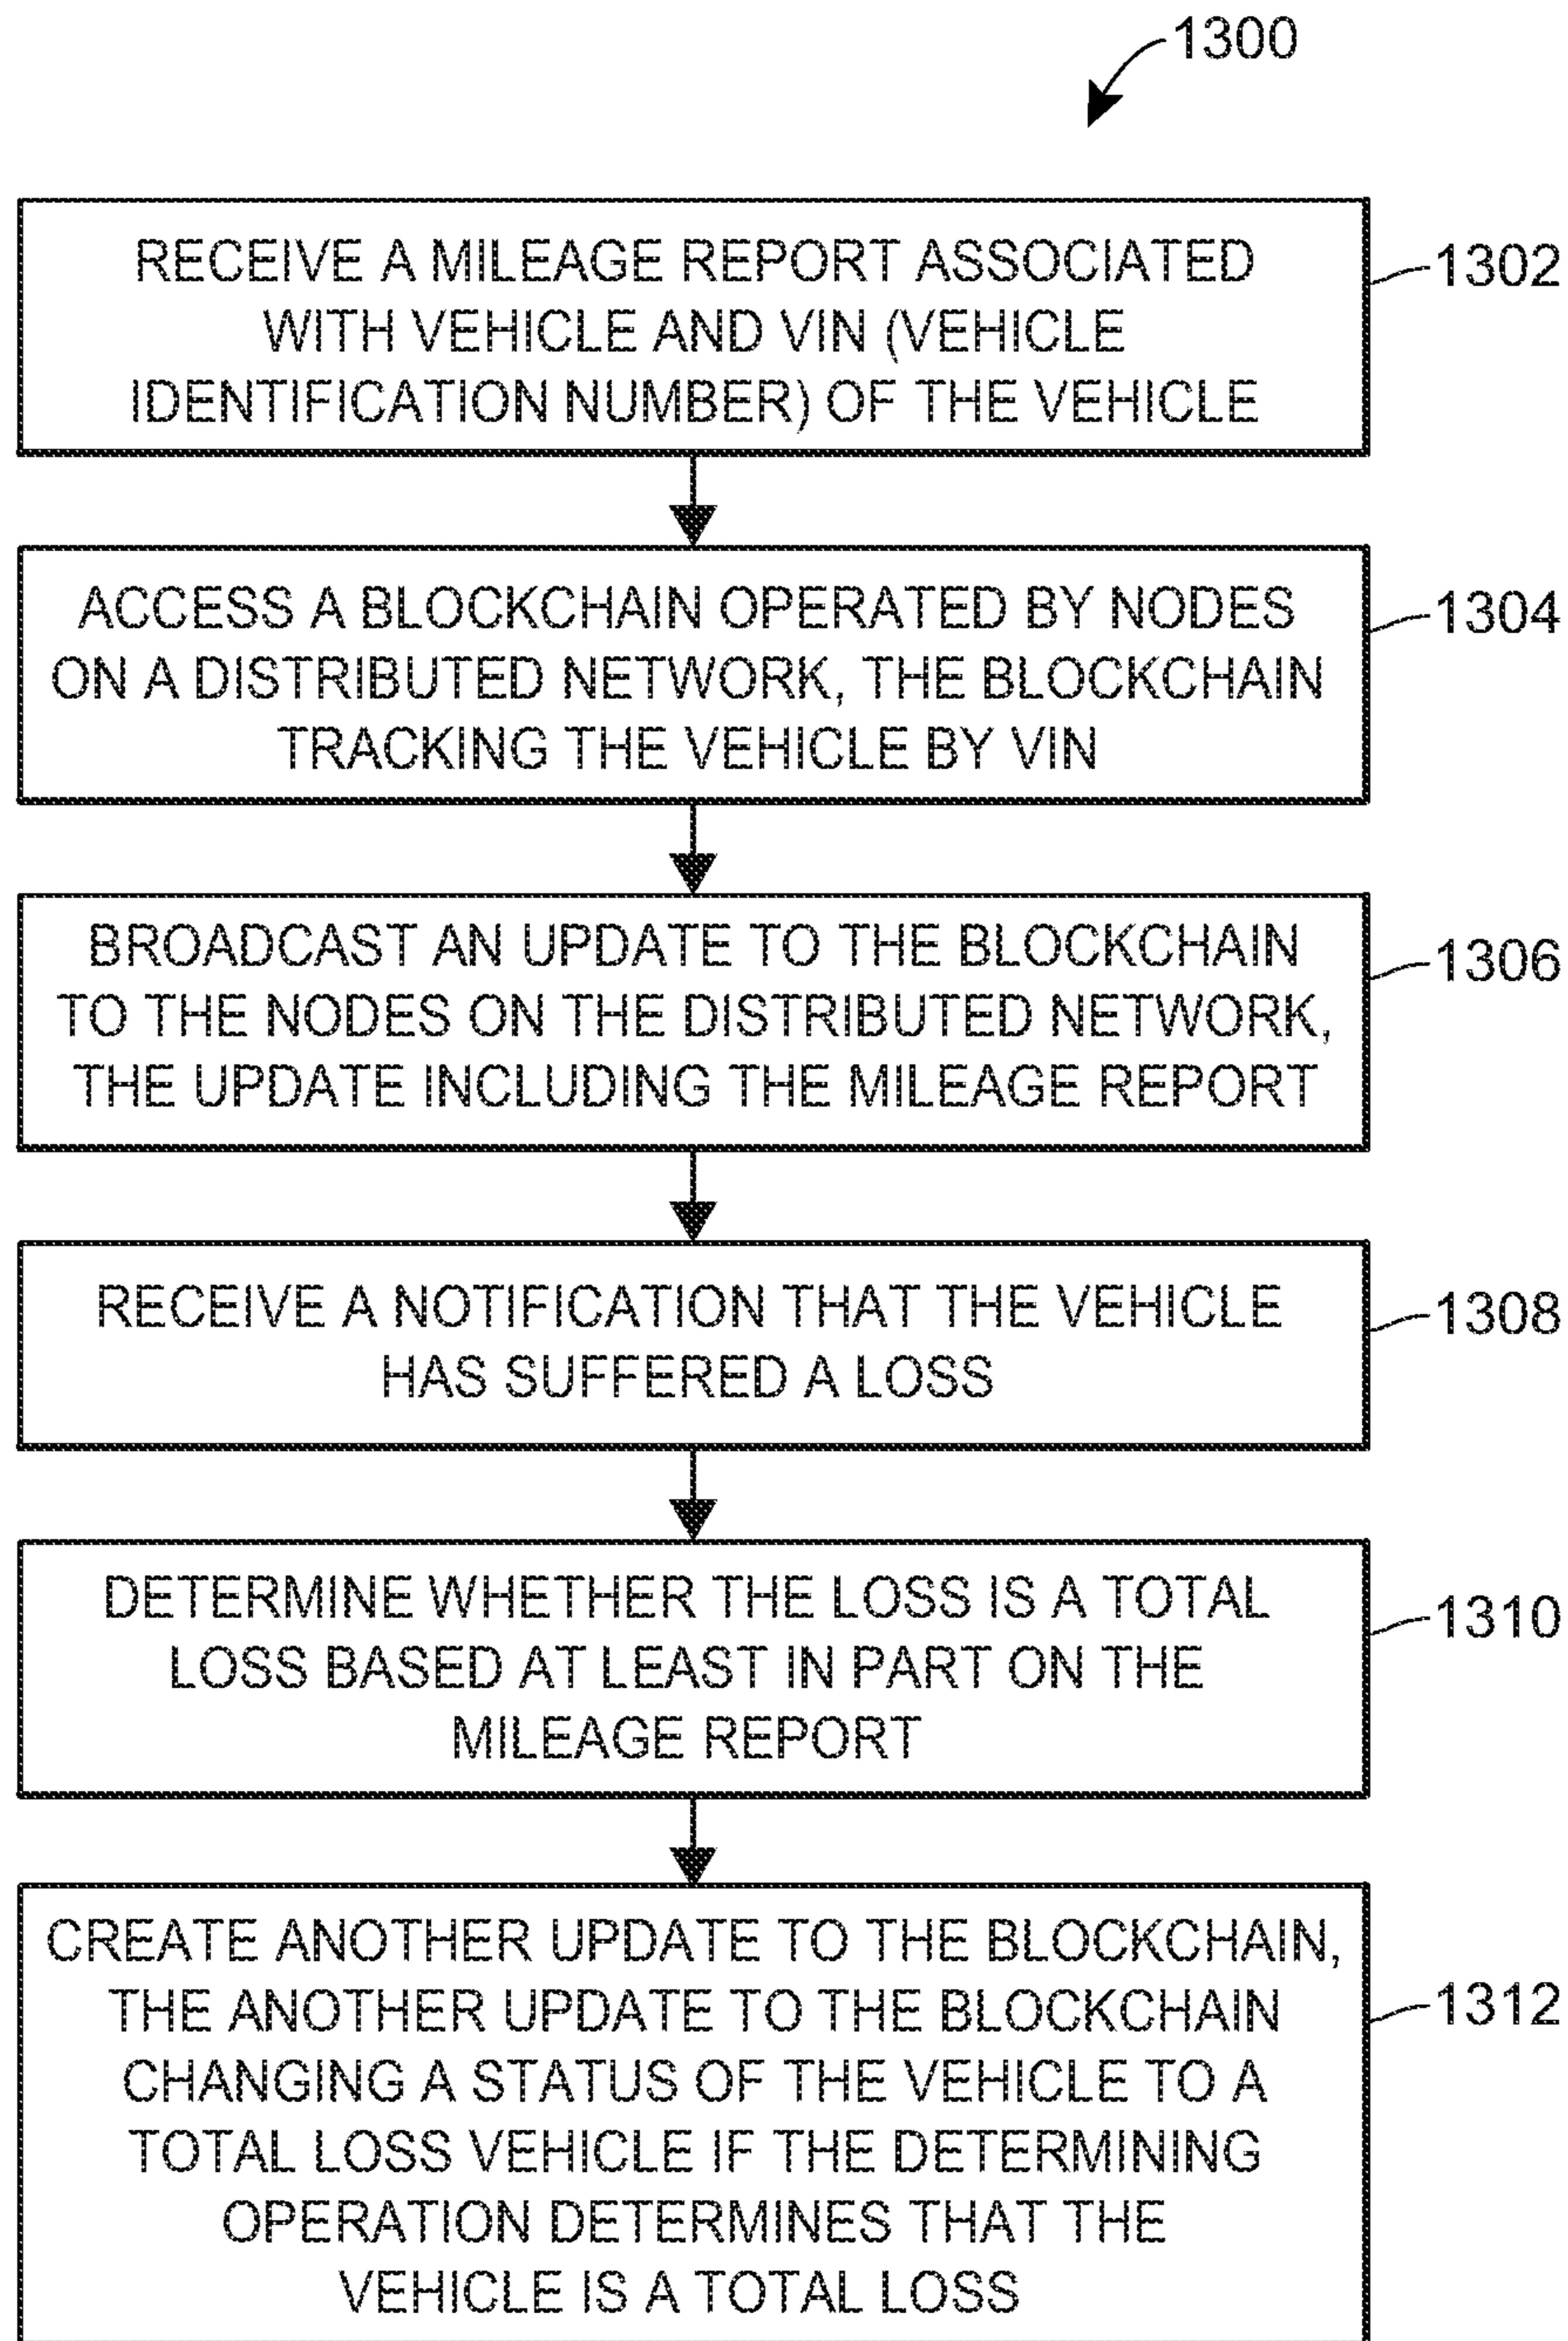 1300
RECEIVE A MILEAGE REPORT ASSOCIATED
WITH VEHICLE AND VIN (VEHICLE
IDENTIFICATION NUMBER) OF THE VEHICLE
1302
ACCESS A BLOCKCHAIN OPERATED BY NODES
ON A DISTRIBUTED NETWORK, THE BLOCKCHAIN
TRACKING THE VEHICLE BY VIN
1304
BROADCAST AN UPDATE TO THE BLOCKCHAIN
TO THE NODES ON THE DISTRIBUTED NETWORK,
THE UPDATE INCLUDING THE MILEAGE REPORT
1306
RECEIVE A NOTIFICATION THAT THE VEHICLE
HAS SUFFERED A LOSS
1308
DETERMINE WHETHER THE LOSS IS A TOTAL
LOSS BASED AT LEAST IN PART ON THE
MILEAGE REPORT
1310
CREATE ANOTHER UPDATE TO THE BLOCKCHAIN,
THE ANOTHER UPDATE TO THE BLOCKCHAIN
CHANGING A STATUS OF THE VEHICLE TO A
TOTAL LOSS VEHICLE IF THE DETERMINING
OPERATION DETERMINES THAT THE
VEHICLE IS A TOTAL LOSS
1312